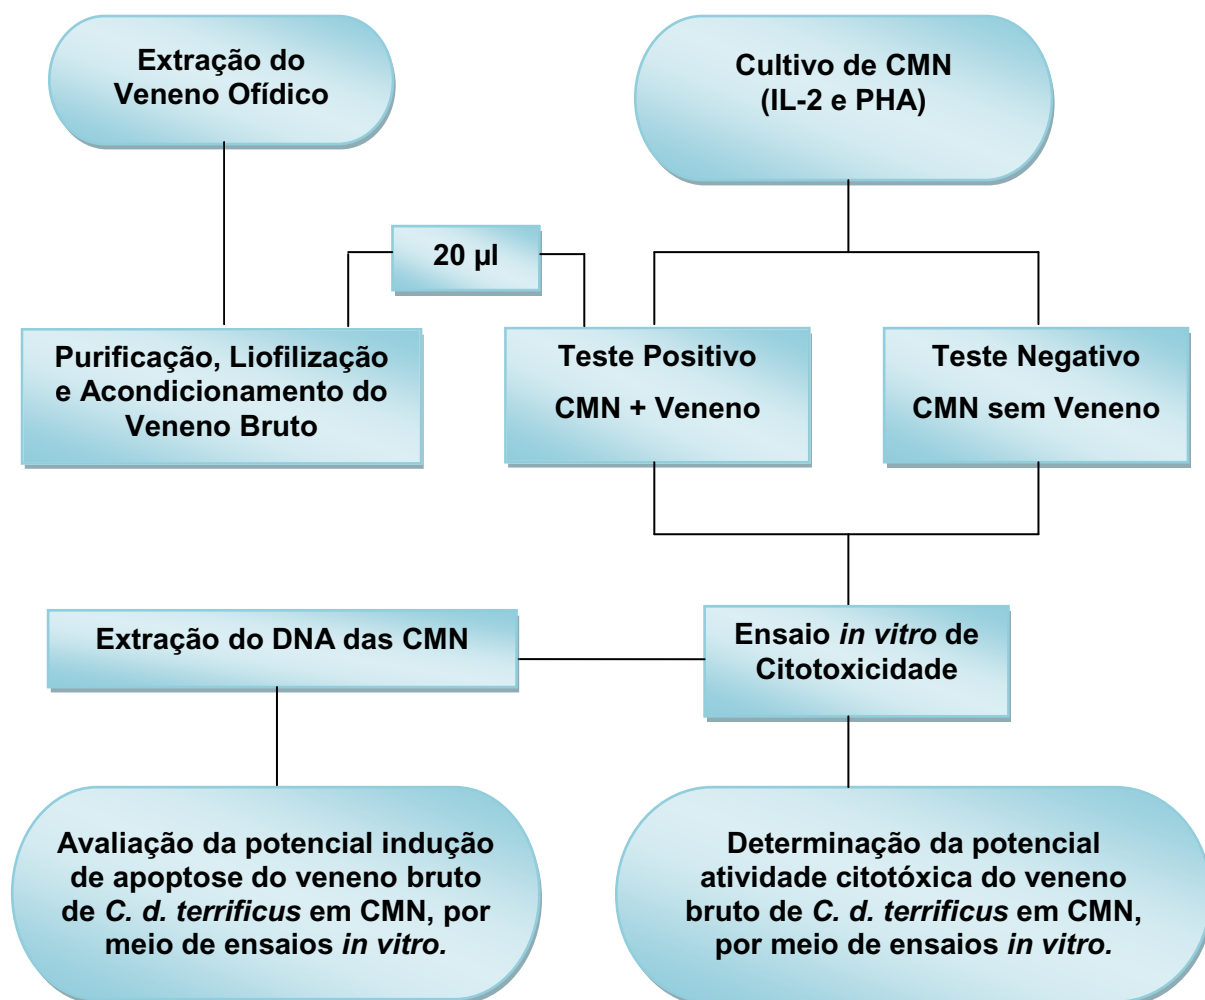 Extração do
Veneno Ofídico
Cultivo de CMN
(IL-2 e PHA)
20 µl
Purificação, Liofilização
e Acondicionamento do
Veneno Bruto
Teste Positivo
CMN + Veneno
Teste Negativo
CMN sem Veneno
Extração do DNA das CMN
Ensaio in vitro de
Citotoxicidade
Avaliação da potencial indução
de apoptose do veneno bruto
de C. d. terrificus em CMN, por
meio de ensaios in vitro.
Determinação da potencial
atividade citotóxica do veneno
bruto de C. d. terrificus em CMN,
por meio de ensaios in vitro.